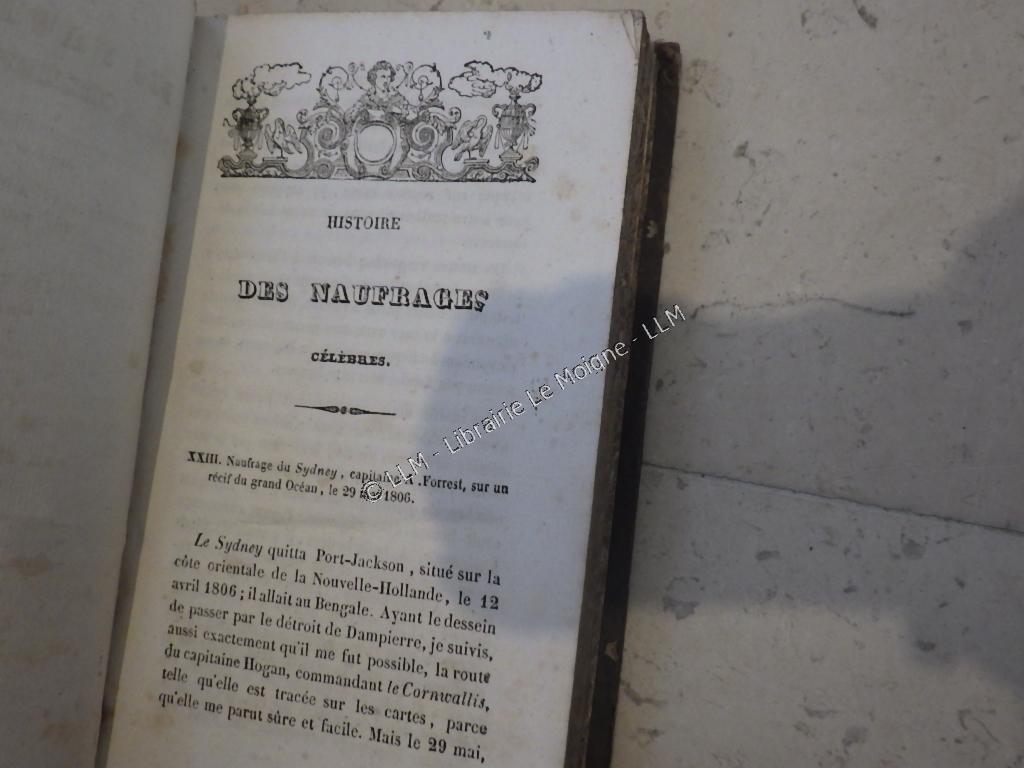 HISTOIRE
DES NAUFRAGES
CÉLÈBRES.
XXIII. Naufrage du Sydney, capitaine Forrest, sur un
récif du grand Océan, le 29 1806.
Le Sydney quitta Port-Jackson, situé sur la
côte orientale de la Nouvelle-Hollande, le 12
avril 1806; il allait au Bengale. Ayant le dessein
de passer par le détroit de Dampierre, je suivis,
aussi exactement qu'il me fut possible, la route
du capitaine Hogan, commandant le Cornwallis,
telle qu'elle est tracée sur les cartes, parce
qu'elle me parut sûre et facile. Mais le 29 mai,
© LLM - Librairie Le Moigne - LLM